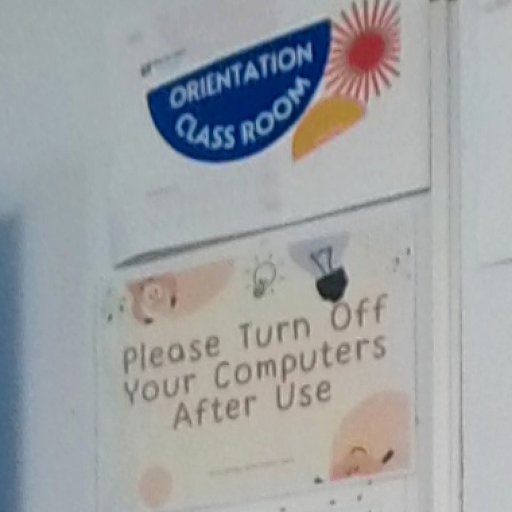 ORIENTATION
CLASS ROOM
Please Turn Off
Your Computers
After Use